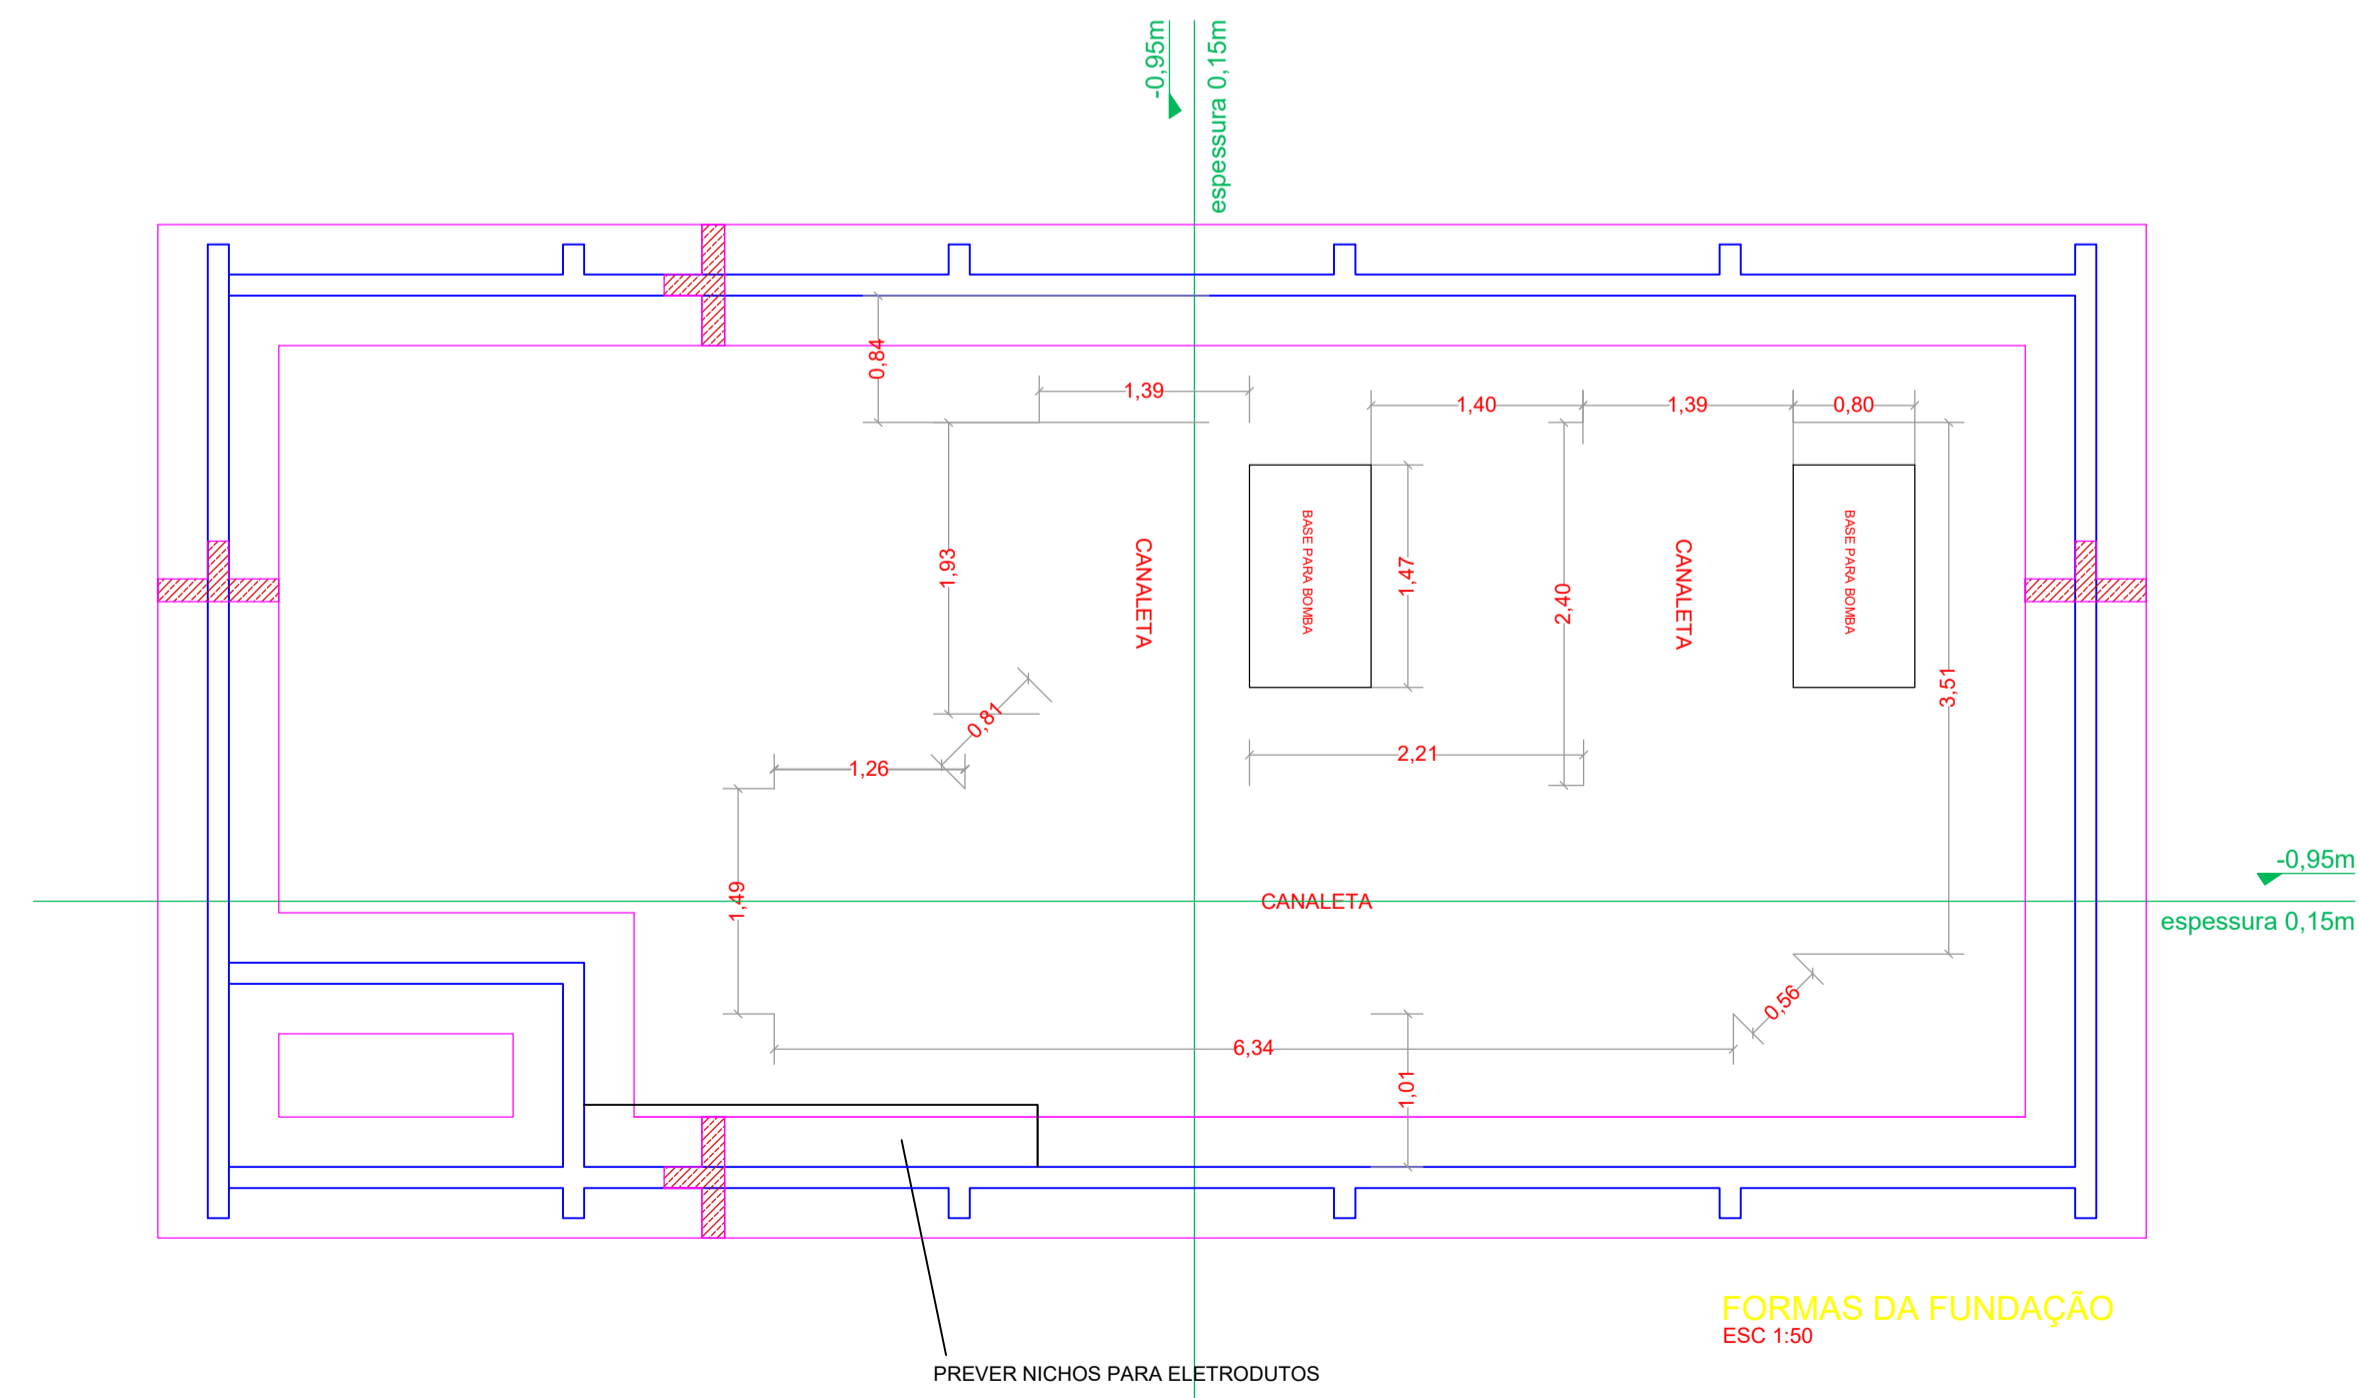 -0,95m
espessura 0,15m
0,84
1,39
1,40
1,39
0,80
1,93
CANALETA
BASE PARA BOMBA
1,47
2,40
CANALETA
BASE PARA BOMBA
3,51
0,81
1,26
2,21
1,49
CANALETA
-0,95m
espessura 0,15m
0,56
6,34
1,01
FORMAS DA FUNDAÇÃO
ESC 1:50
PREVER NICHOS PARA ELETRODUTOS